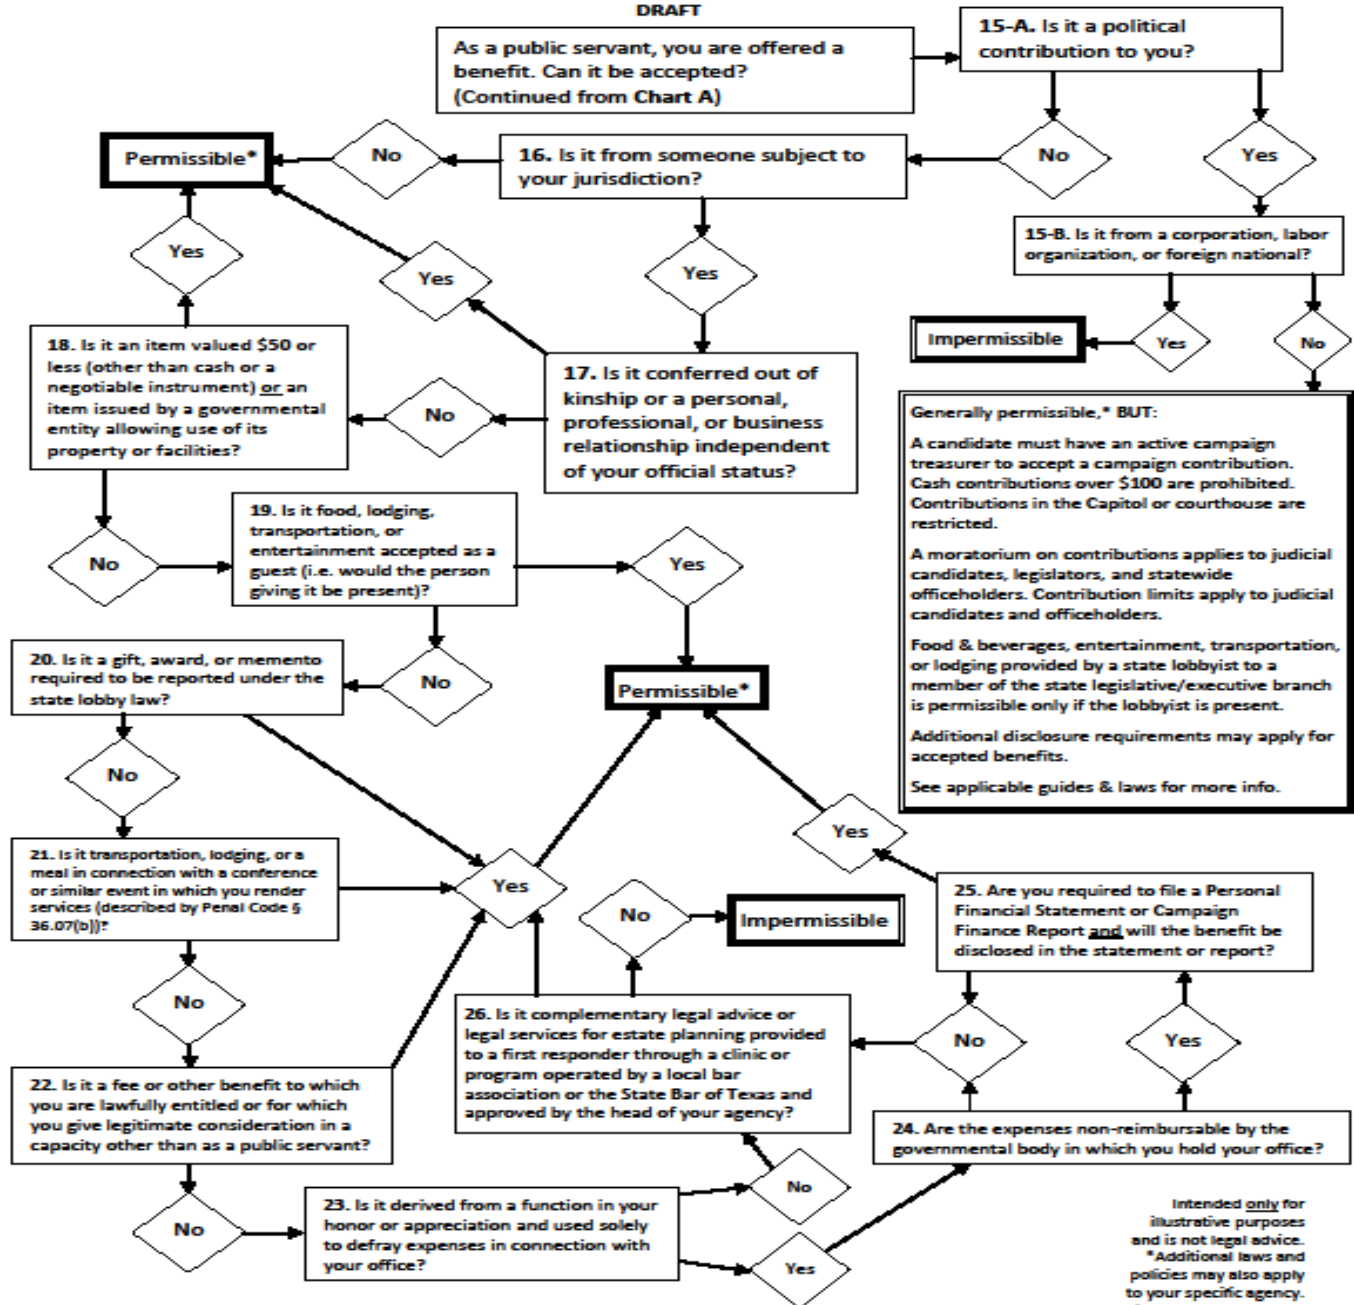 DRAFT
As a public servant, you are offered a
benefit. Can it be accepted?
(Continued from Chart A)
15-A. Is it a political
contribution to you?
No
Yes
16. Is it from someone subject to
your jurisdiction?
No
Permissible*
Yes
15-B. Is it from a corporation, labor
organization, or foreign national?
Yes
No
Impermissible
Generally permissible,* BUT:
A candidate must have an active campaign
treasurer to accept a campaign contribution.
Cash contributions over $100 are prohibited.
Contributions in the Capitol or courthouse are
restricted.
A moratorium on contributions applies to judicial
candidates, legislators, and statewide
officeholders. Contribution limits apply to judicial
candidates and officeholders.
Food & beverages, entertainment, transportation,
or lodging provided by a state lobbyist to a
member of the state legislative/executive branch
is permissible only if the lobbyist is present.
Additional disclosure requirements may apply for
accepted benefits.
See applicable guides & laws for more info.
17. Is it conferred out of
kinship or a personal,
professional, or business
relationship independent
of your official status?
Yes
No
18. Is it an item valued $50 or
less (other than cash or a
negotiable instrument) or an
item issued by a governmental
entity allowing use of its
property or facilities?
Yes
No
19. Is it food, lodging,
transportation, or
entertainment accepted as a
guest (i.e. would the person
giving it be present)?
Yes
Permissible*
No
20. Is it a gift, award, or memento
required to be reported under the
state lobby law?
No
Yes
21. Is it transportation, lodging, or a
meal in connection with a conference
or similar event in which you render
services (described by Penal Code §
36.07(b))?
No
22. Is it a fee or other benefit to which
you are lawfully entitled or for which
you give legitimate consideration in a
capacity other than as a public servant?
No
23. Is it derived from a function in your
honor or appreciation and used solely
to defray expenses in connection with
your office?
No
Yes
24. Are the expenses non-reimbursable by the
governmental body in which you hold your office?
No
Yes
25. Are you required to file a Personal
Financial Statement or Campaign
Finance Report and will the benefit be
disclosed in the statement or report?
Yes
26. Is it complementary legal advice or
legal services for estate planning provided
to a first responder through a clinic or
program operated by a local bar
association or the State Bar of Texas and
approved by the head of your agency?
No
Impermissible
Intended only for
illustrative purposes
and is not legal advice.
*Additional laws and
policies may also apply
to your specific agency.